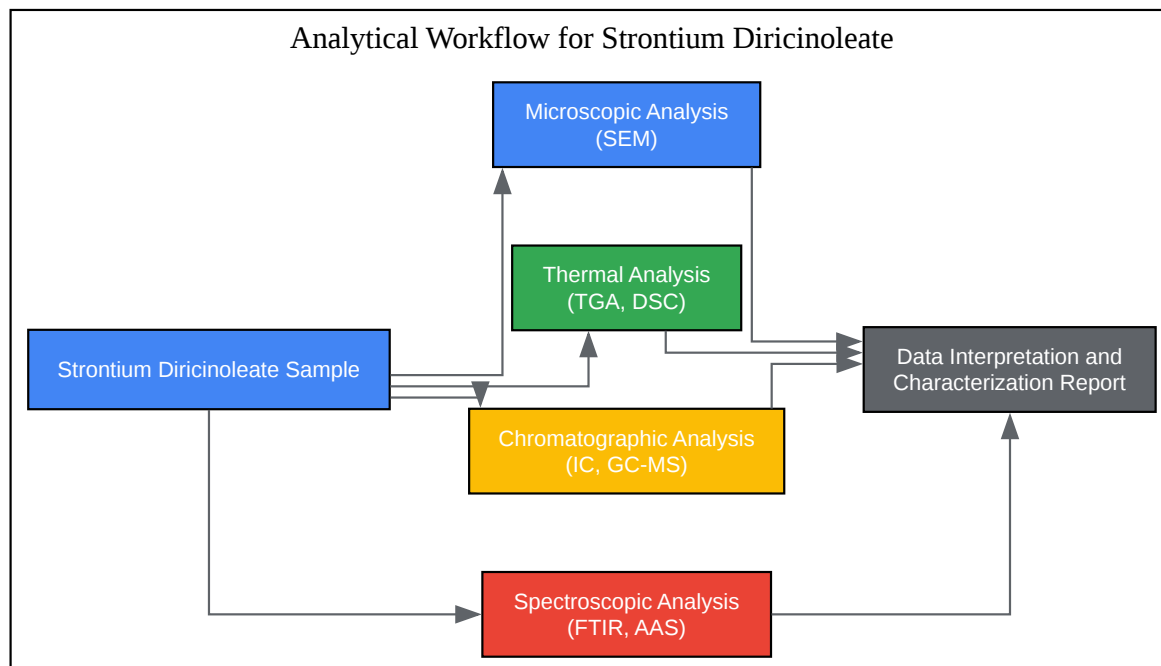 Analytical Workflow for Strontium Diricinoleate
Microscopic Analysis
(SEM)
Thermal Analysis
(TGA, DSC)
Strontium Diricinoleate Sample
Data Interpretation and
Characterization Report
Chromatographic Analysis
(IC, GC-MS)
Spectroscopic Analysis
(FTIR, AAS)